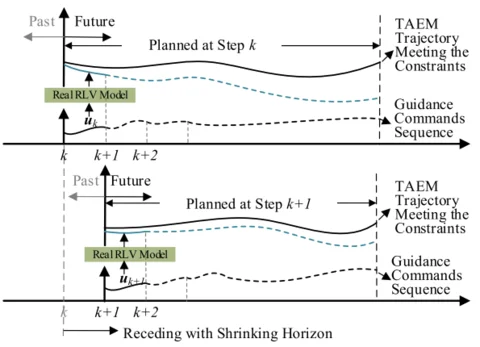 Past Future
Planned at Step k
TAEM
Trajectory
Meeting the
Constraints
Real RLV Model
u_k
Guidance
Commands
Sequence
k k+1 k+2
Past Future
Planned at Step k+1
TAEM
Trajectory
Meeting the
Constraints
Real RLV Model
u_k+1
Guidance
Commands
Sequence
k k+1 k+2
Receding with Shrinking Horizon